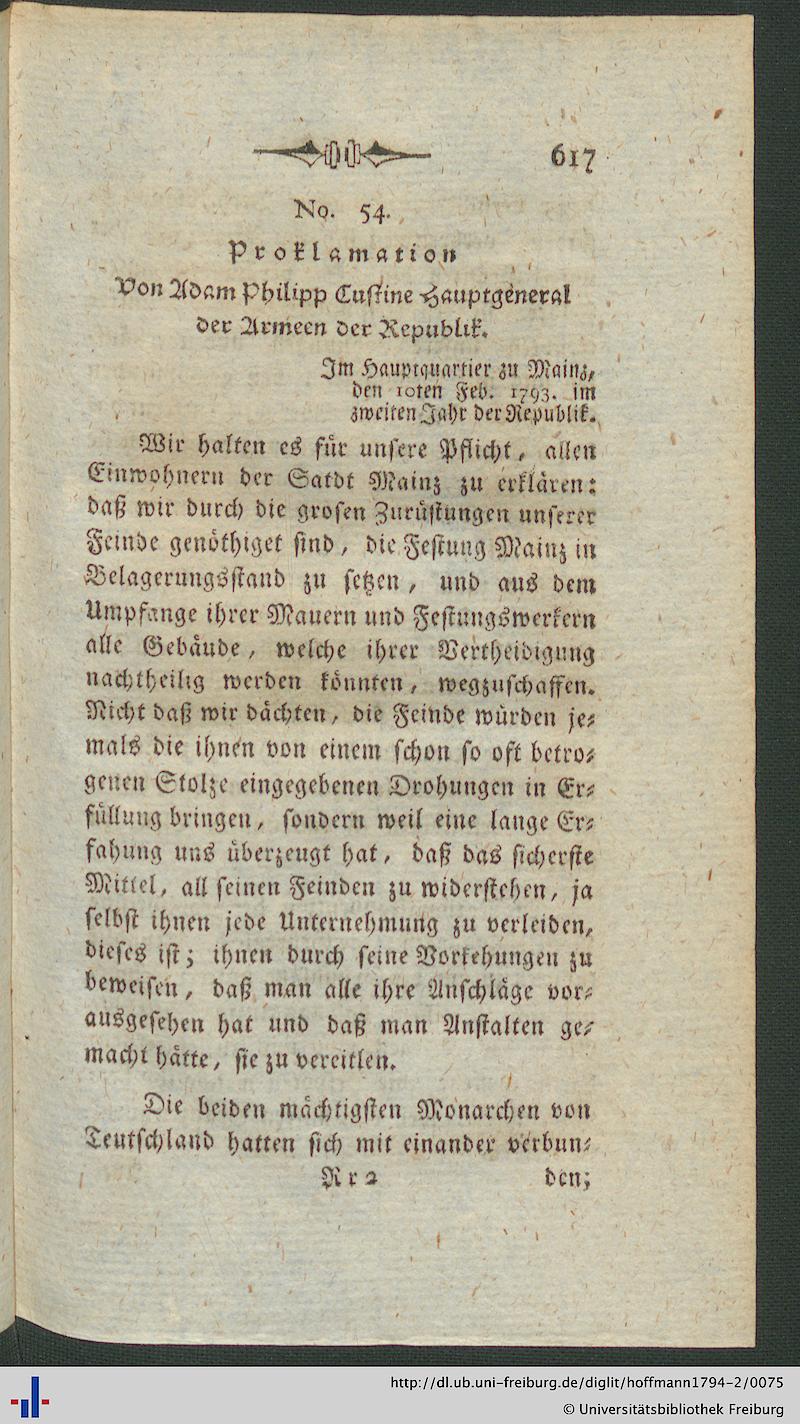 617
No. 54.
Proklamation
Von Adam Philipp Custine Hauptgeneral
der Armeen der Republik.
Im Hauptquartier zu Mainz,
den 10ten Feb. 1793. im
zweiten Jahr der Republik.
Wir halten es für unsere Pflicht, allen
Einwohnern der Satdt Mainz zu erklären:
daß wir durch die grosen Zurüstungen unserer
Feinde genöthiget sind, die Festung Mainz in
Belagerungsstand zu setzen, und aus dem
Umpfange ihrer Mauern und Festungswerkern
alle Gebäude, welche ihrer Vertheidigung
nachtheilig werden könnten, wegzuschaffen.
Nicht daß wir dächten, die Feinde würden je-
mals die ihnen von einem schon so oft betro-
genen Stolze eingegebenen Drohungen in Er-
füllung bringen, sondern weil eine lange Er-
fahung uns überzeugt hat, daß das sicherste
Mittel, all seinen Feinden zu widerstehen, ja
selbst ihnen jede Unternehmung zu verleiden,
dieses ist; ihnen durch seine Vorkehungen zu
beweisen, daß man alle ihre Anschläge vor-
ausgesehen hat und daß man Anstalten ge-
macht hätte, sie zu vereitlen.
Die beiden mächtigsten Monarchen von
Teutschland hatten sich mit einander verbun-
Rr2 den;
http://dl.ub.uni-freiburg.de/diglit/hoffmann1794-2/0075
© Universitätsbibliothek Freiburg